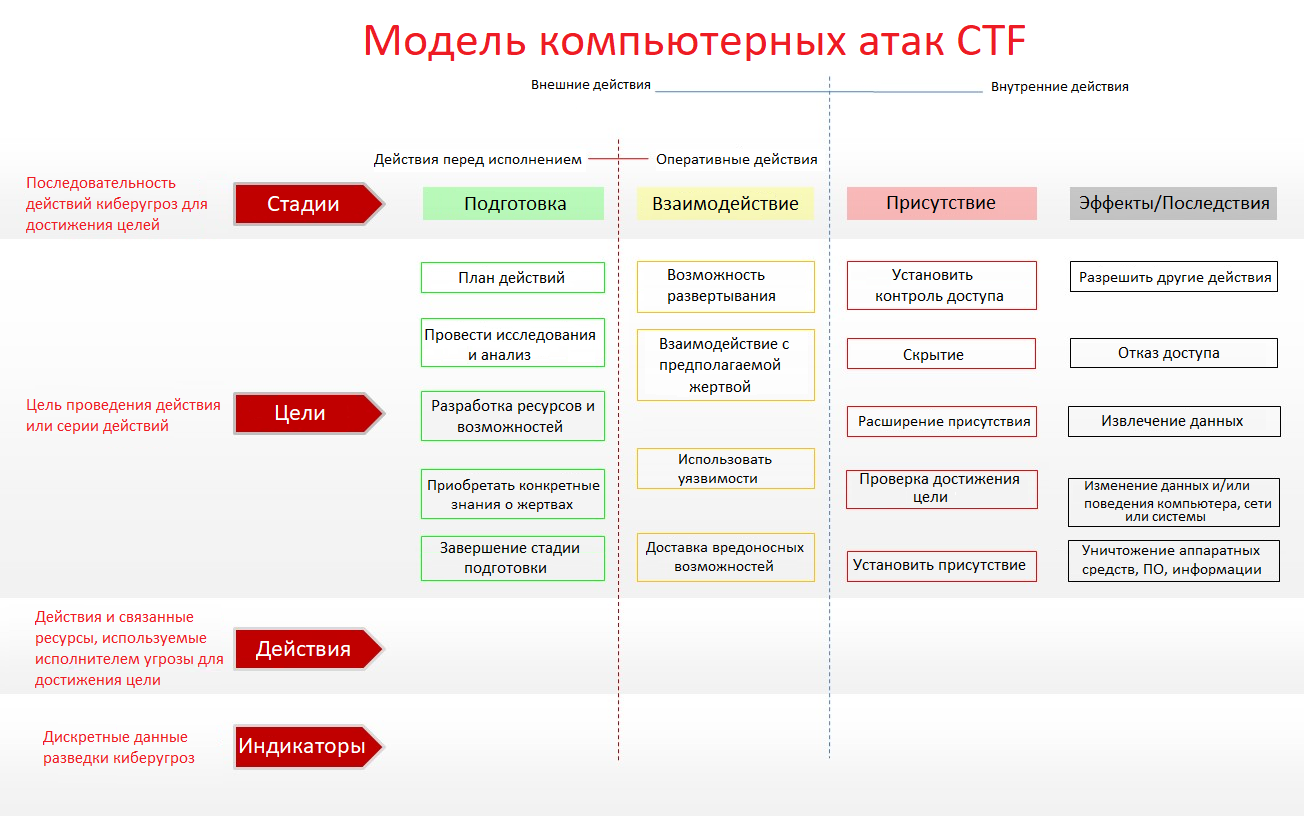 Модель компьютерных атак CTF
Внешние действия
Внутренние действия
Действия перед исполнением
Оперативные действия
Последовательность
действий киберугроз для
достижения целей
Стадии
Подготовка
Взаимодействие
Присутствие
Эффекты/Последствия
Цель проведения действия
или серии действий
Цели
План действий
Провести исследования
и анализ
Разработка ресурсов и
возможностей
Приобретать конкретные
знания о жертвах
Завершение стадии
подготовки
Возможность
развертывания
Взаимодействие с
предполагаемой
жертвой
Использовать
уязвимости
Доставка вредоносных
возможностей
Установить
контроль доступа
Скрытие
Расширение присутствия
Проверка достижения
цели
Установить присутствие
Разрешить другие действия
Отказ доступа
Извлечение данных
Изменение данных и/или
поведения компьютера, сети
или системы
Уничтожение аппаратных
средств, ПО, информации
Действия и связанные
ресурсы, используемые
исполнителем угрозы для
достижения цели
Действия
Дискретные данные
разведки киберугроз
Индикаторы